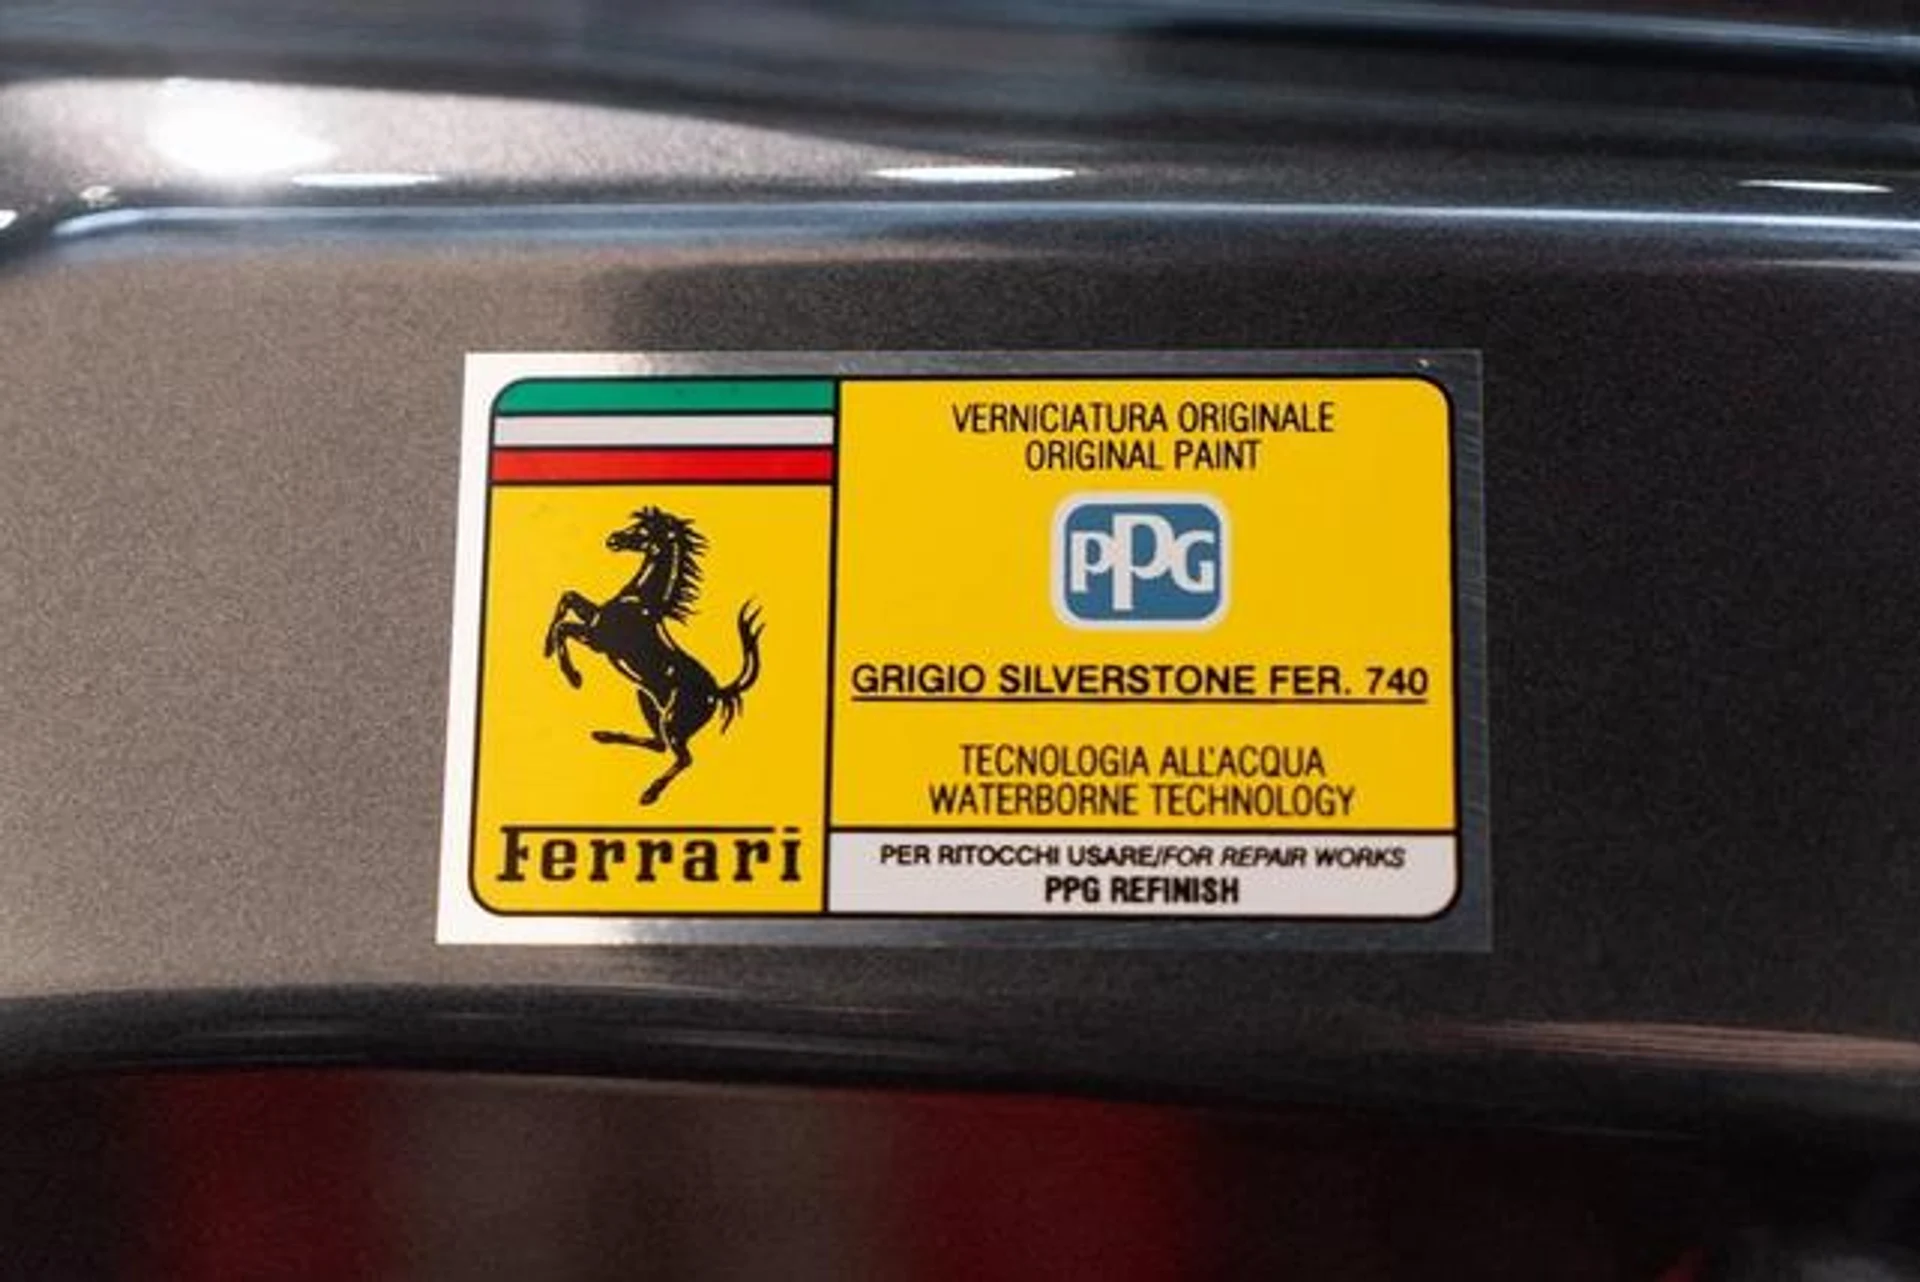 VERNICIATURA ORIGINALE
ORIGINAL PAINT
PPG
GRIGIO SILVERSTONE FER. 740
TECNOLOGIA ALL'ACQUA
WATERBORNE TECHNOLOGY
Ferrari
PER RITOCCHI USARE/FOR REPAIR WORKS
PPG REFINISH